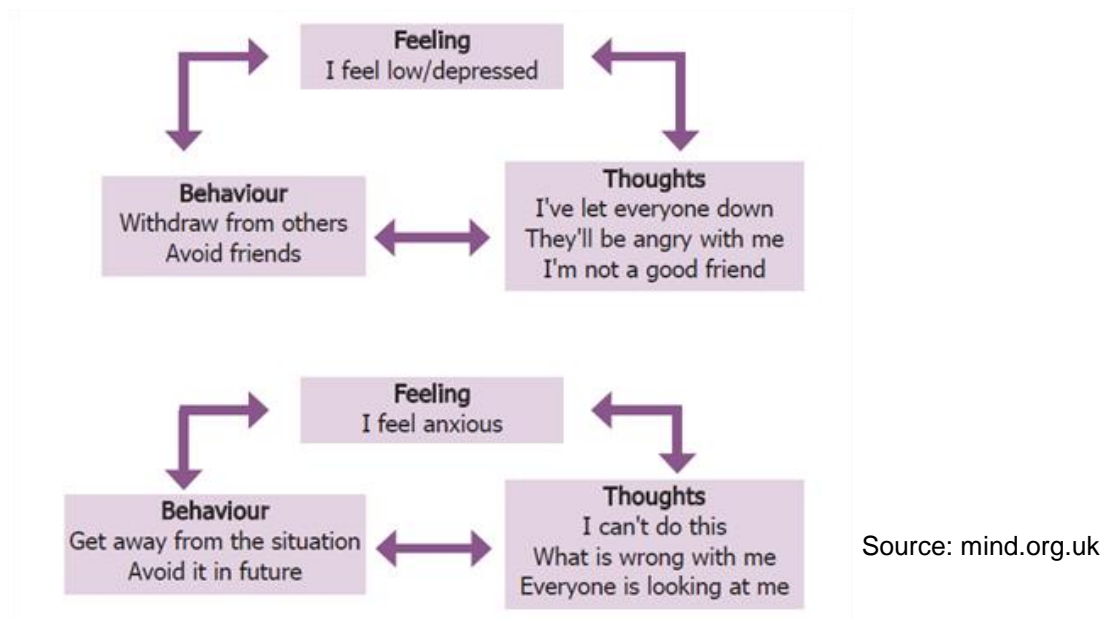 Feeling
I feel low/depressed
Behaviour
Withdraw from others
Avoid friends
Thoughts
I've let everyone down
They'll be angry with me
I'm not a good friend
Feeling
I feel anxious
Behaviour
Get away from the situation
Avoid it in future
Thoughts
I can't do this
What is wrong with me
Everyone is looking at me
Source: mind.org.uk